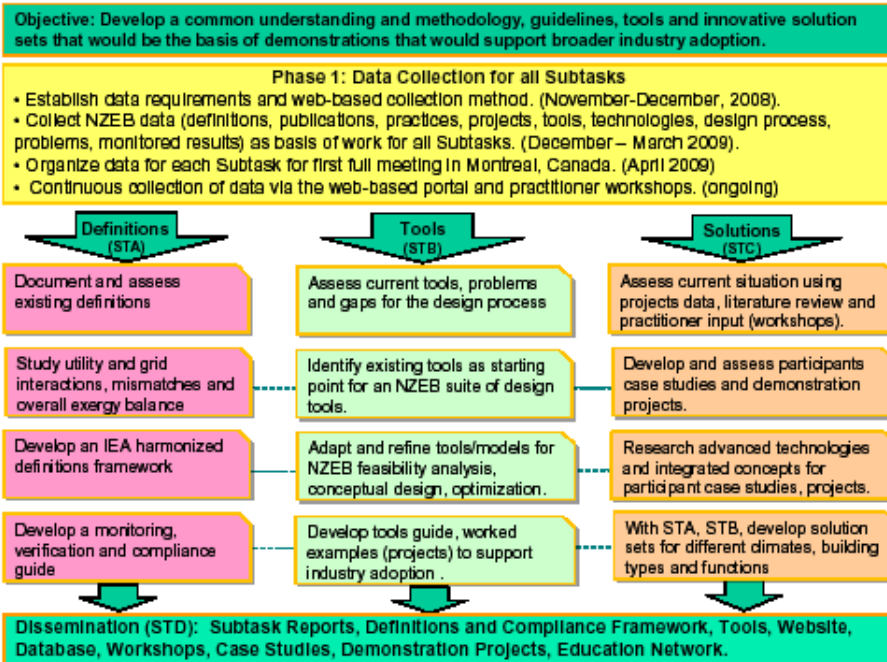 Objective: Develop a common understanding and methodology, guidelines, tools and innovative solution
sets that would be the basis of demonstrations that would support broader industry adoption.
Phase 1: Data Collection for all Subtasks
• Establish data requirements and web-based collection method. (November-December, 2008).
• Collect NZEB data (definitions, publications, practices, projects, tools, technologies, design process,
problems, monitored results) as basis of work for all Subtasks. (December – March 2009).
• Organize data for each Subtask for first full meeting in Montreal, Canada. (April 2009)
• Continuous collection of data via the web-based portal and practitioner workshops. (ongoing)
Definitions
(STA)
Tools
(STB)
Solutions
(STC)
Document and assess
existing definitions
Assess current tools, problems
and gaps for the design process
Assess current situation using
projects data, literature review and
practitioner input (workshops).
Study utility and grid
interactions, mismatches and
overall exergy balance
Identify existing tools as starting
point for an NZEB suite of design
tools.
Develop and assess participants
case studies and demonstration
projects.
Develop an IEA harmonized
definitions framework
Adapt and refine tools/models for
NZEB feasibility analysis,
conceptual design, optimization.
Research advanced technologies
and integrated concepts for
participant case studies, projects.
Develop a monitoring,
verification and compliance
guide
Develop tools guide, worked
examples (projects) to support
industry adoption .
With STA, STB, develop solution
sets for different climates, building
types and functions
Dissemination (STD): Subtask Reports, Definitions and Compliance Framework, Tools, Website,
Database, Workshops, Case Studies, Demonstration Projects, Education Network.